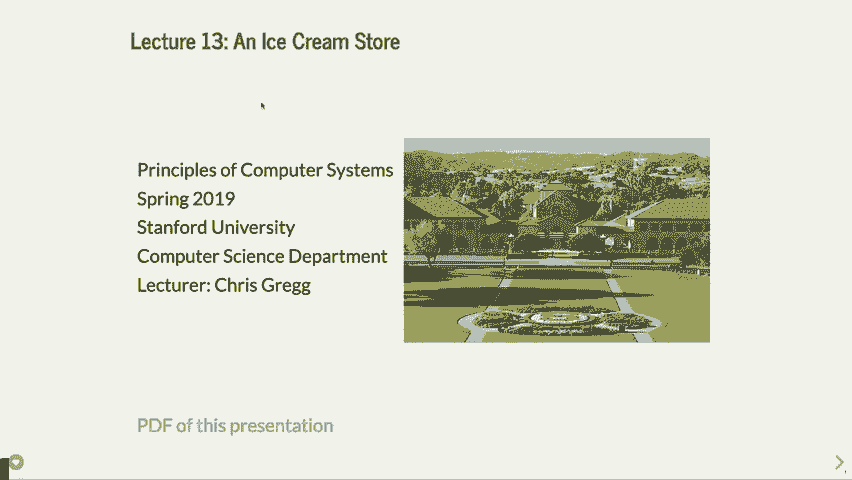 Lecture 13: An Ice Cream Store
Principles of Computer Systems
Spring 2019
Stanford University
Computer Science Department
Lecturer: Chris Gregg
PDF of this presentation